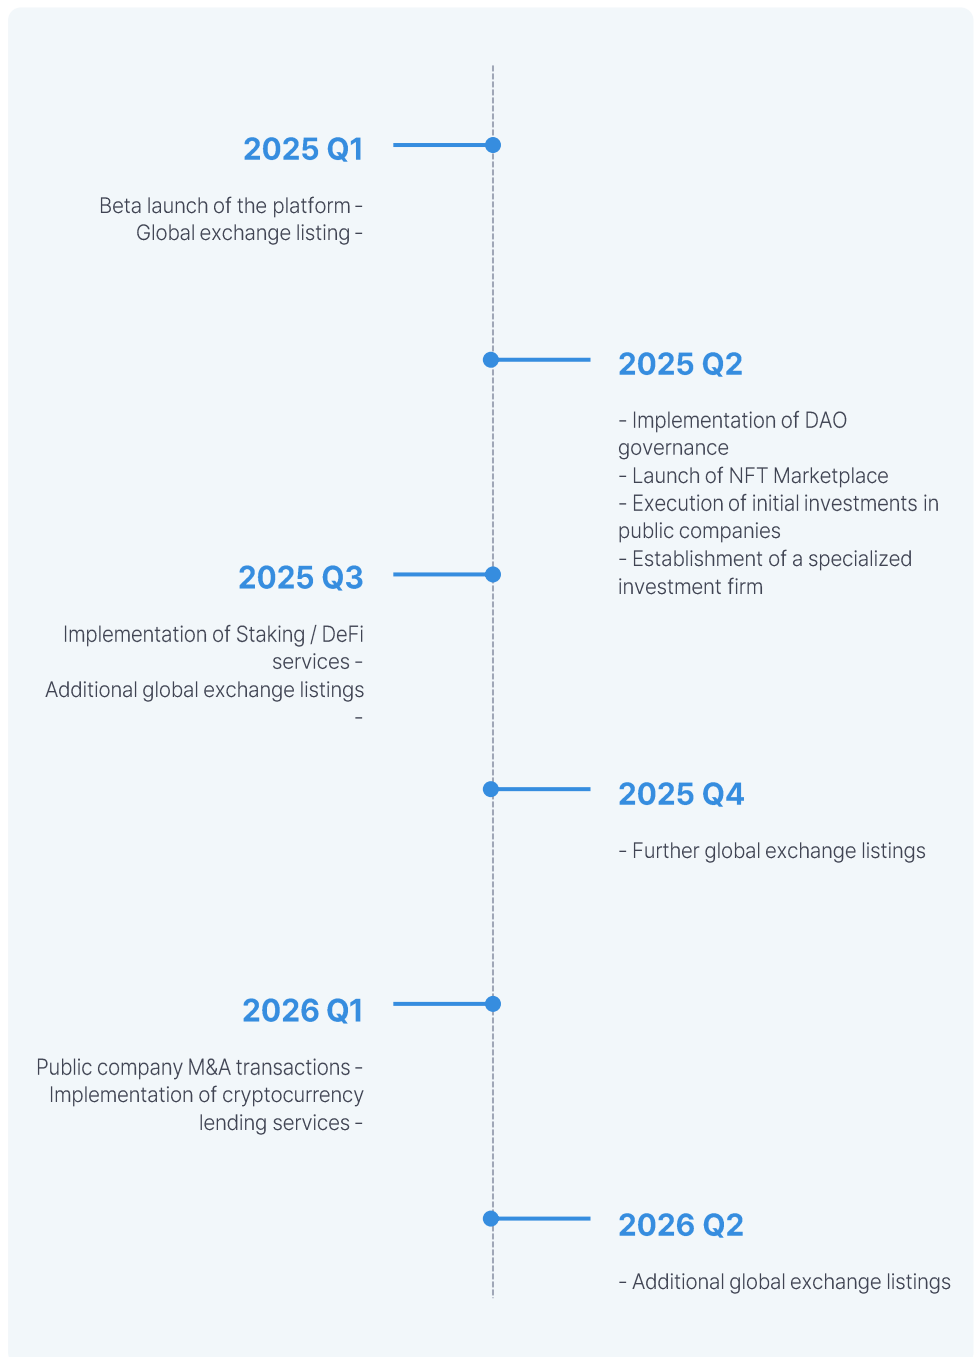 2025 Q1
Beta launch of the platform -
Global exchange listing -
2025 Q2
- Implementation of DAO
governance
- Launch of NFT Marketplace
- Execution of initial investments in
public companies
- Establishment of a specialized
investment firm
2025 Q3
Implementation of Staking / DeFi
services -
Additional global exchange listings
-
2025 Q4
- Further global exchange listings
2026 Q1
Public company M&A transactions -
Implementation of cryptocurrency
lending services -
2026 Q2
- Additional global exchange listings